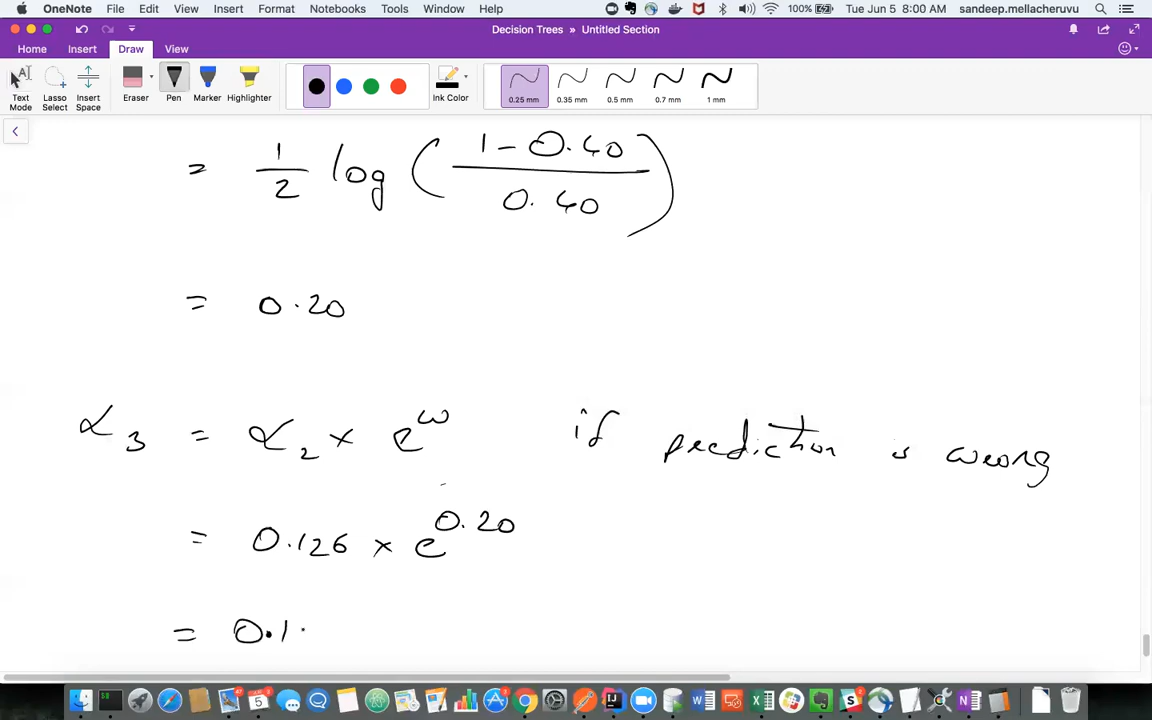 OneNote File Edit View Insert Format Notebooks Tools Window Help 100% Tue Jun 5 8:00 AM sandeep.mellacheruvu
Decision Trees » Untitled Section
Home Insert Draw View
Text Mode Lasso Select Insert Space Eraser Pen Marker Highlighter Ink Color 0.25 mm 0.35 mm 0.5 mm 0.7 mm 1 mm
= 1/2 log ( (1 - 0.40) / 0.40 )
= 0.20
α₃ = α₂ × e^ω if prediction is wrong
= 0.126 × e^0.20
= 0.1.